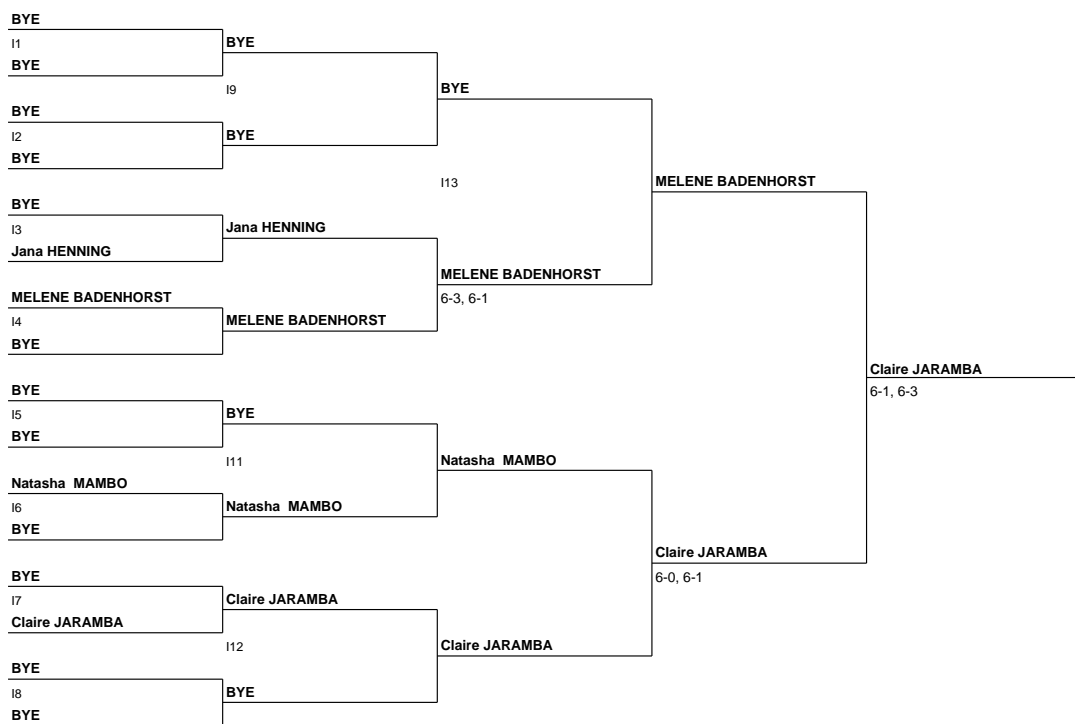 BYE
I1
BYE
BYE
I9
BYE
BYE
I2
BYE
BYE
I13
MELENE BADENHORST
BYE
I3
Jana HENNING
Jana HENNING
MELENE BADENHORST
6-3, 6-1
MELENE BADENHORST
I4
MELENE BADENHORST
BYE
Claire JARAMBA
6-1, 6-3
BYE
I5
BYE
BYE
I11
Natasha  MAMBO
Natasha  MAMBO
I6
Natasha  MAMBO
BYE
Claire JARAMBA
6-0, 6-1
BYE
I7
Claire JARAMBA
Claire JARAMBA
I12
Claire JARAMBA
BYE
I8
BYE
BYE